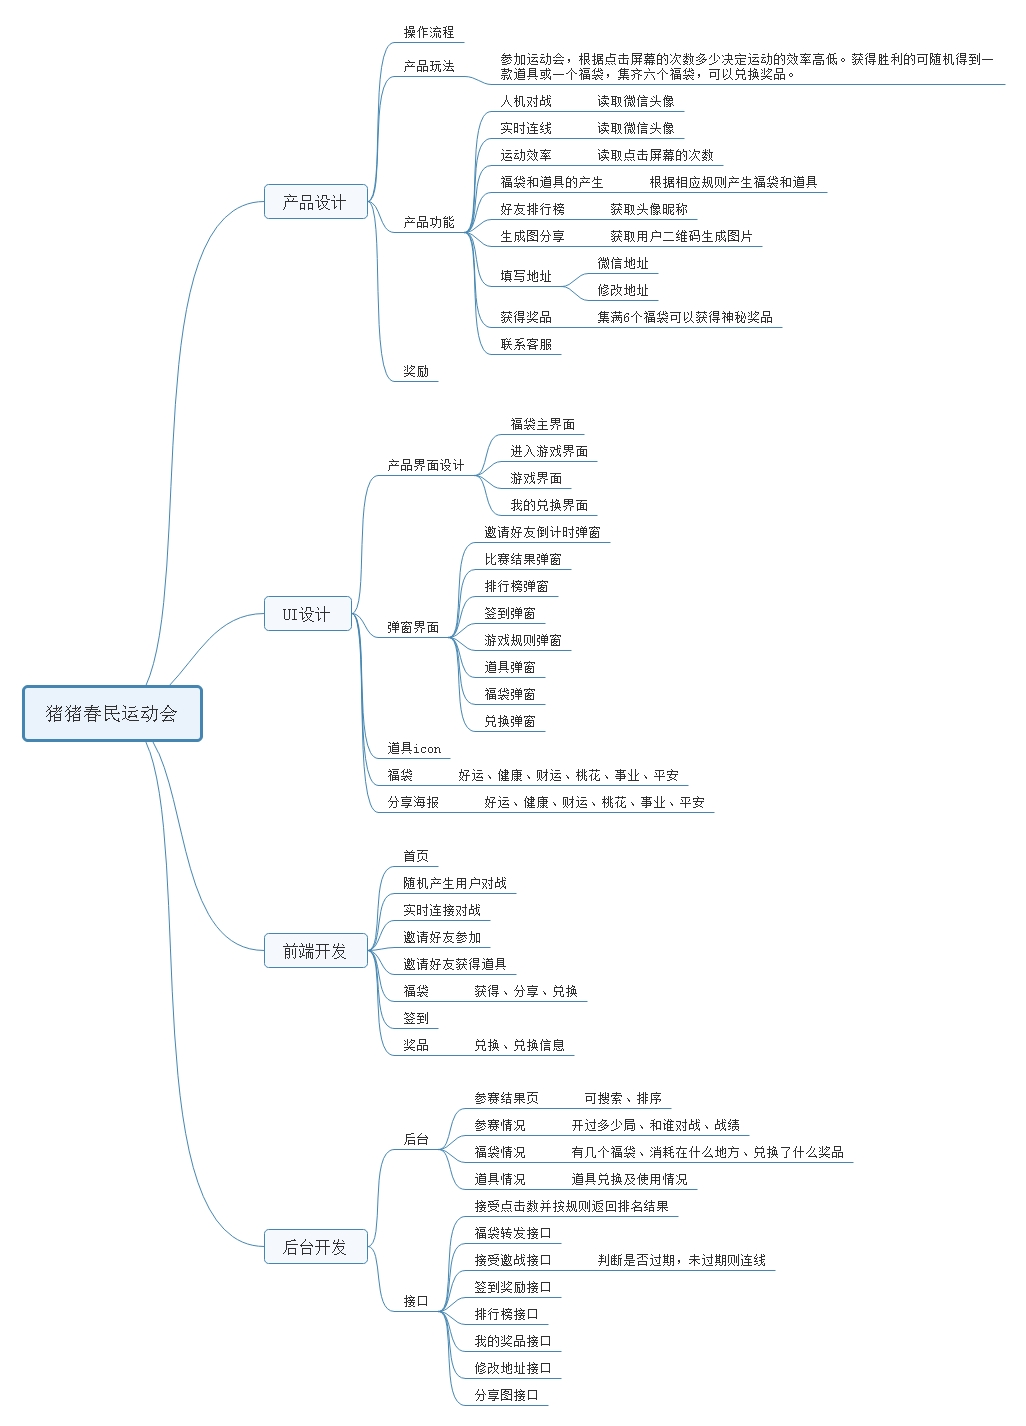 操作流程
产品玩法
参加运动会，根据点击屏幕的次数多少决定运动的效率高低。获得胜利的可随机得到一
款道具或一个福袋，集齐六个福袋，可以兑换奖品。
人机对战 读取微信头像
实时连线 读取微信头像
运动效率 读取点击屏幕的次数
福袋和道具的产生 根据相应规则产生福袋和道具
产品设计
好友排行榜 获取头像昵称
产品功能
生成图分享 获取用户二维码生成图片
微信地址
填写地址
修改地址
获得奖品 集满6个福袋可以获得神秘奖品
联系客服
奖励
福袋主界面
进入游戏界面
产品界面设计
游戏界面
我的兑换界面
邀请好友倒计时弹窗
比赛结果弹窗
排行榜弹窗
签到弹窗
UI设计
弹窗界面
游戏规则弹窗
道具弹窗
福袋弹窗
兑换弹窗
猪猪春民运动会
道具icon
福袋 好运、健康、财运、桃花、事业、平安
分享海报 好运、健康、财运、桃花、事业、平安
首页
随机产生用户对战
实时连接对战
邀请好友参加
前端开发
邀请好友获得道具
福袋 获得、分享、兑换
签到
奖品 兑换、兑换信息
参赛结果页 可搜索、排序
参赛情况 开过多少局、和谁对战、战绩
后台
福袋情况 有几个福袋、消耗在什么地方、兑换了什么奖品
道具情况 道具兑换及使用情况
接受点击数并按规则返回排名结果
福袋转发接口
后台开发
接受邀战接口 判断是否过期，未过期则连线
签到奖励接口
接口
排行榜接口
我的奖品接口
修改地址接口
分享图接口